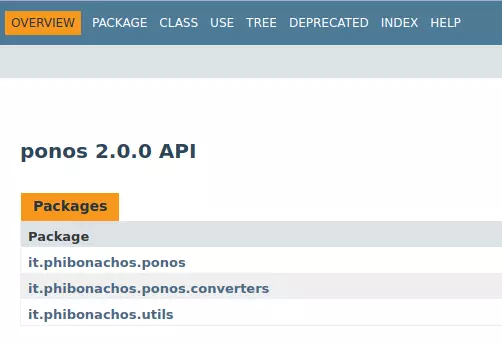 OVERVIEW PACKAGE CLASS USE TREE DEPRECATED INDEX HELP
ponos 2.0.0 API
Packages
Package
it.phibonachos.ponos
it.phibonachos.ponos.converters
it.phibonachos.utils